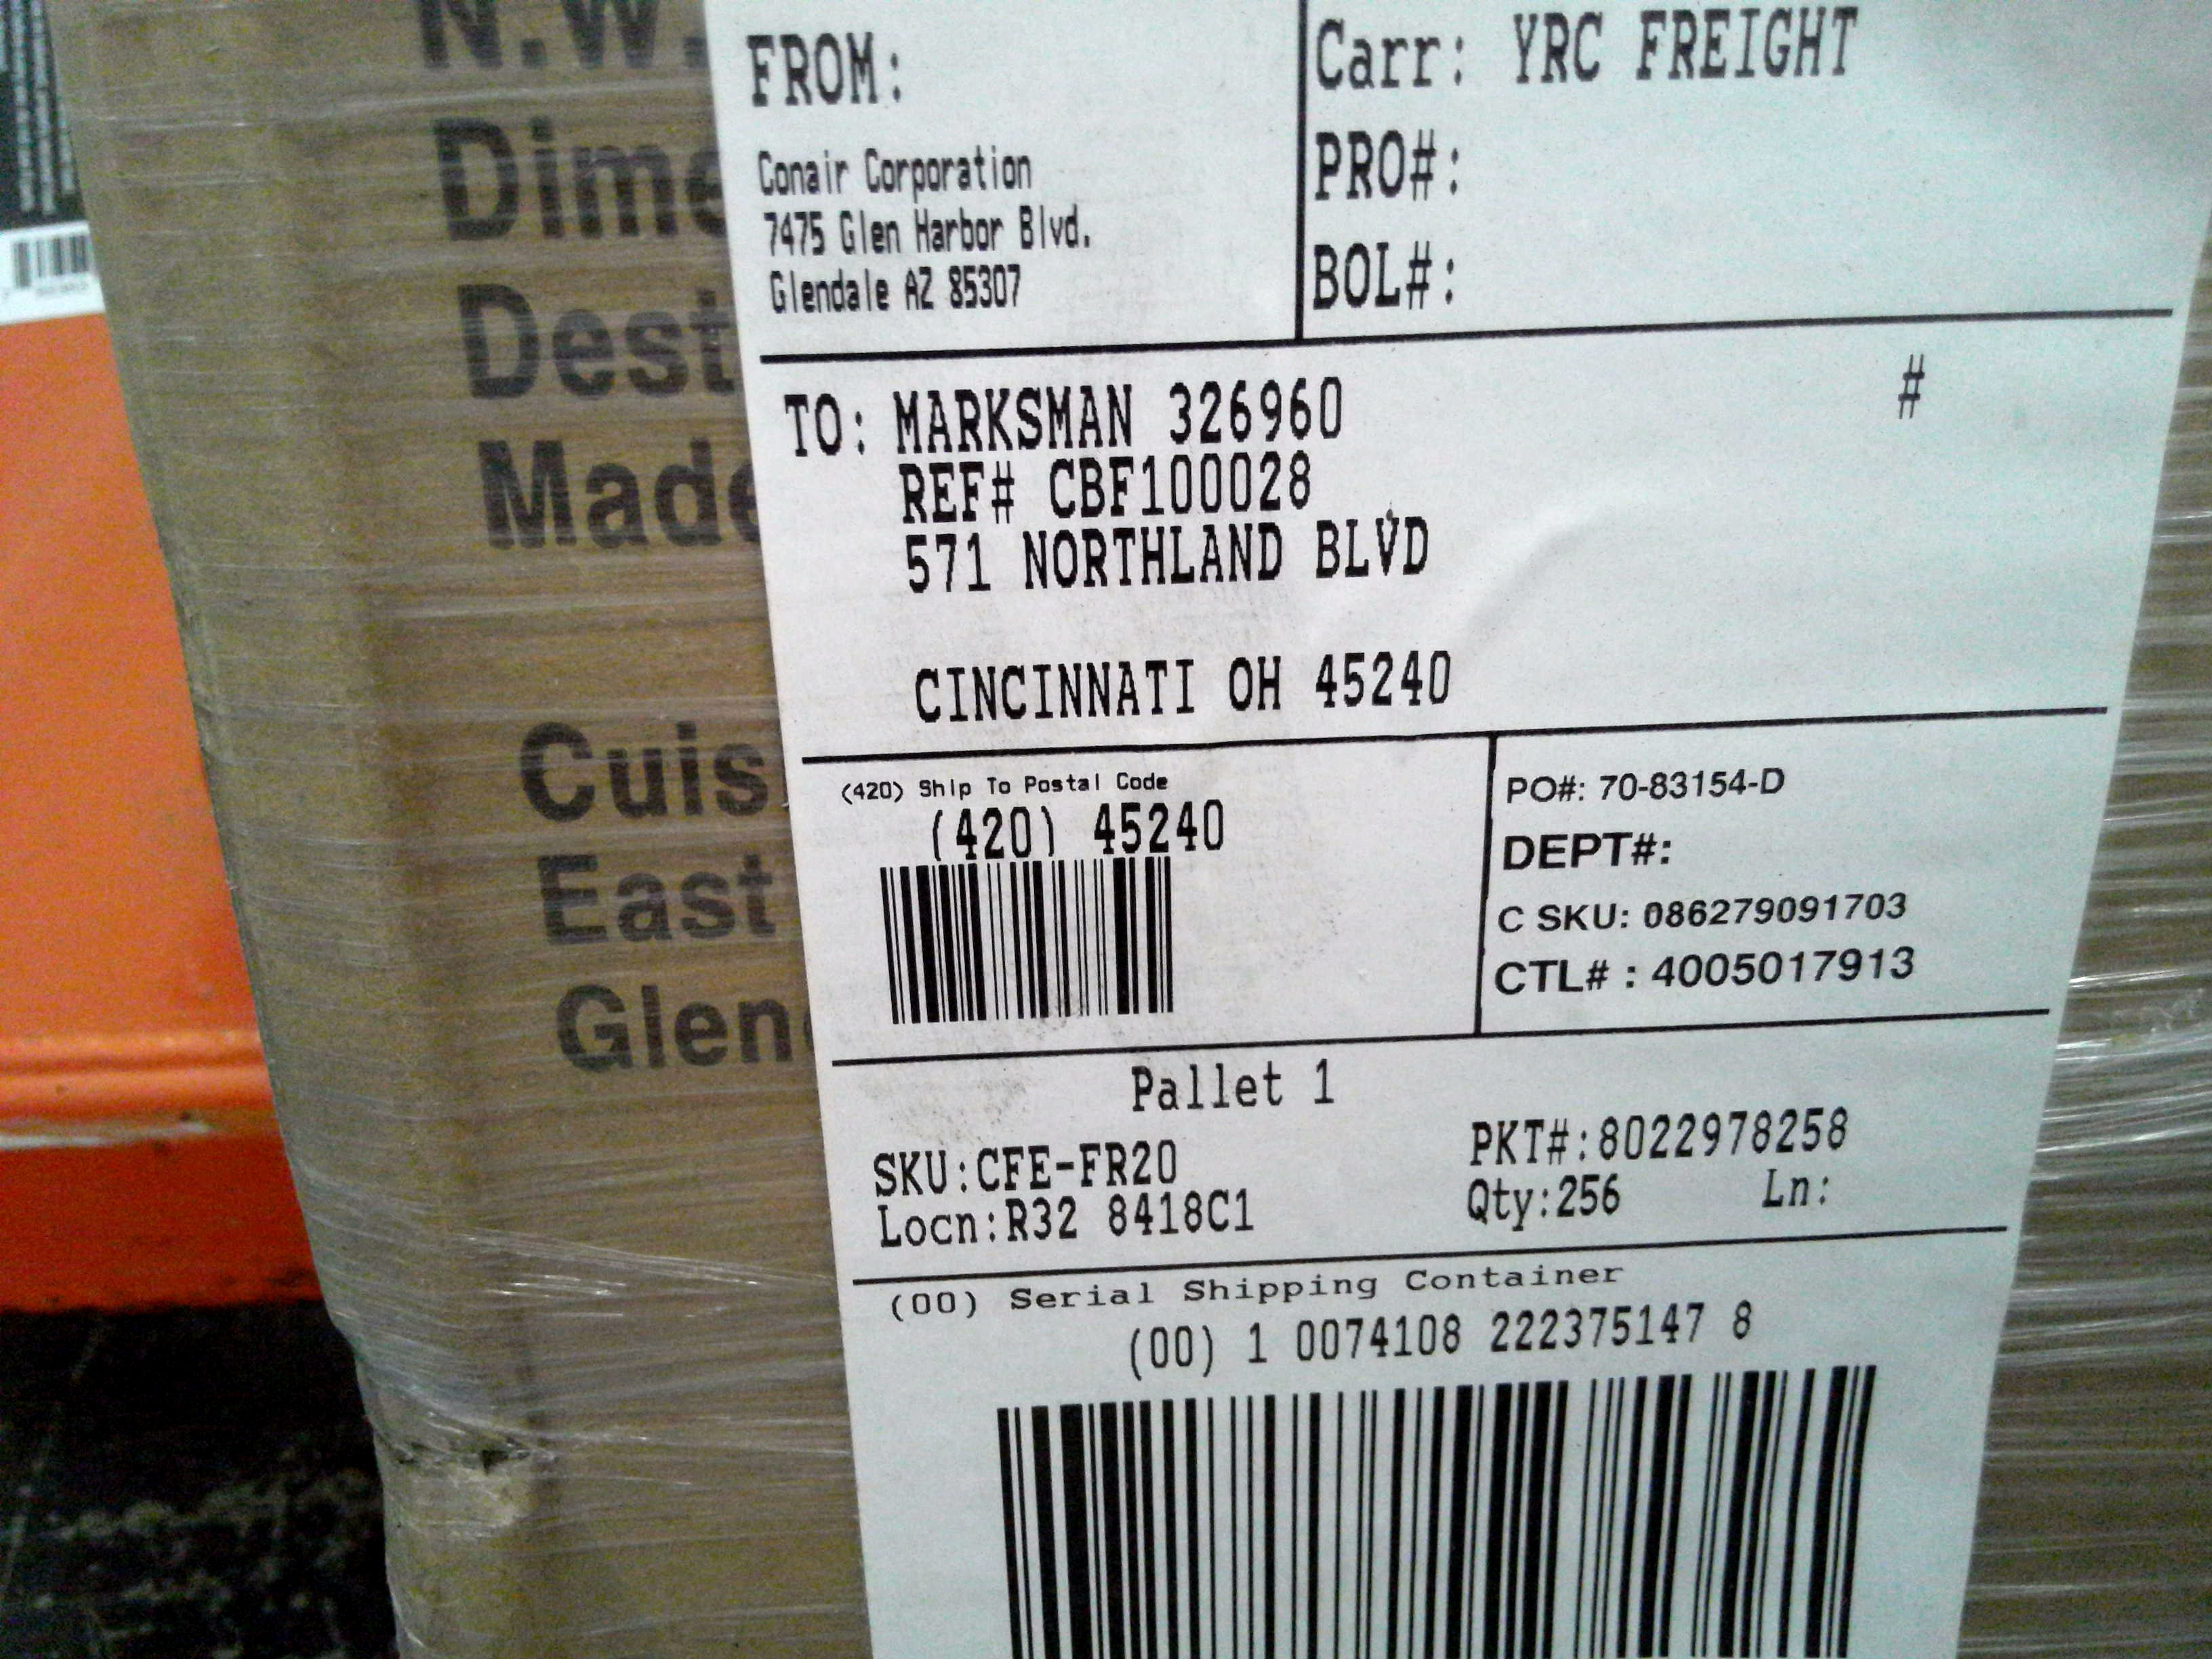 N.W.
Dime
Dest
Made
Cuis
East
Glen
FROM:
Conair Corporation
7475 Glen Harbor Blvd.
Glendale AZ 85307
Carr: YRC FREIGHT
PRO#:
BOL#:
TO: MARKSMAN 326960 #
REF# CBF100028
571 NORTHLAND BLVD
CINCINNATI OH 45240
(420) Ship To Postal Code
(420) 45240
PO#: 70-83154-D
DEPT#:
C SKU: 086279091703
CTL# : 4005017913
Pallet 1
SKU:CFE-FR20 PKT#:8022978258
Locn:R32 8418C1 Qty:256 Ln:
(00) Serial Shipping Container
(00) 1 0074108 222375147 8